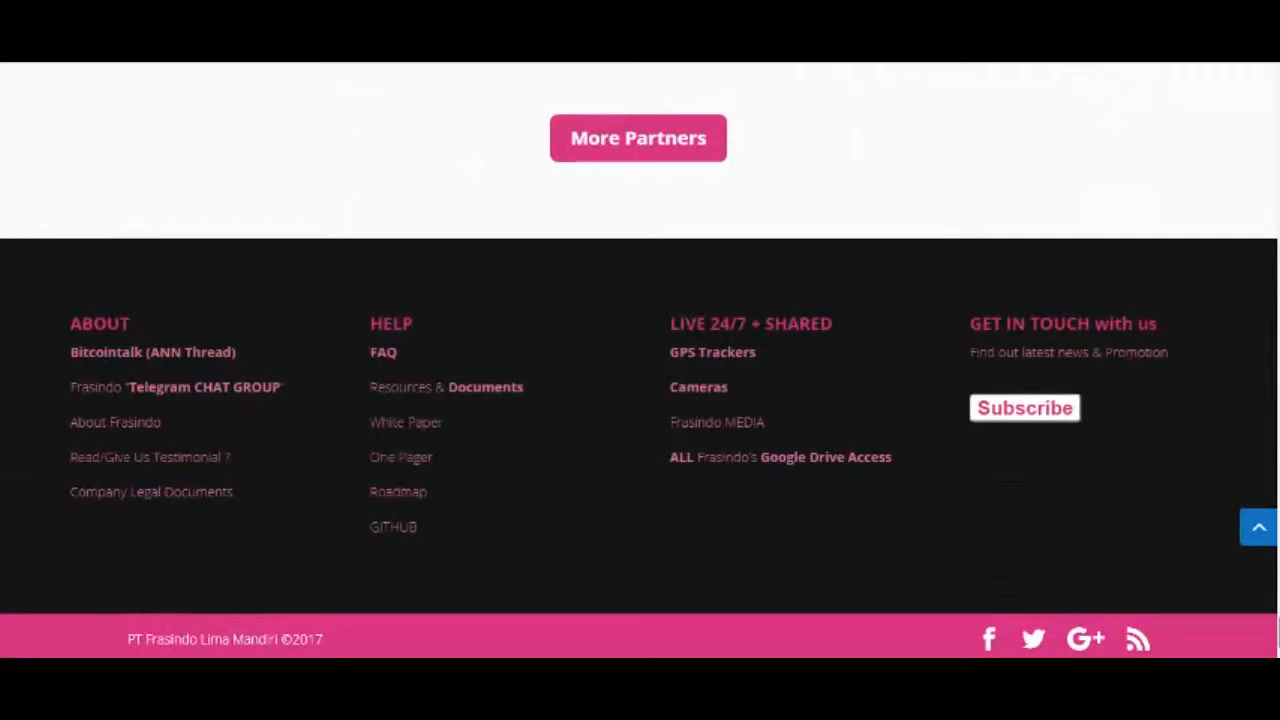 More Partners
ABOUT
Bitcointalk (ANN Thread)
Frasindo "Telegram CHAT GROUP"
About Frasindo
Read/Give Us Testimonial ?
Company Legal Documents
HELP
FAQ
Resources & Documents
White Paper
One Pager
Roadmap
GITHUB
LIVE 24/7 + SHARED
GPS Trackers
Cameras
Frasindo MEDIA
ALL Frasindo's Google Drive Access
GET IN TOUCH with us
Find out latest news & Promotion
Subscribe
PT Frasindo Lima Mandiri ©2017